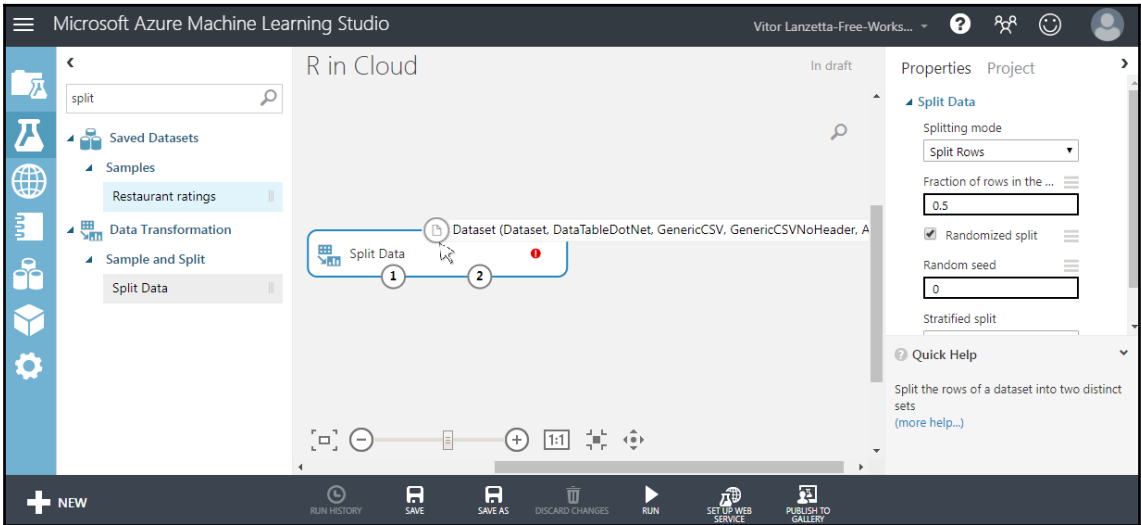 Microsoft Azure Machine Learning Studio
Vitor Lanzetta-Free-Works...
?
split
Saved Datasets
Samples
Restaurant ratings
Data Transformation
Sample and Split
Split Data
R in Cloud
In draft
Dataset (Dataset, DataTableDotNet, GenericCSV, GenericCSVNoHeader, A
Split Data
!
1
2
1:1
Properties Project
Split Data
Splitting mode
Split Rows
Fraction of rows in the ...
0.5
Randomized split
Random seed
0
Stratified split
? Quick Help
Split the rows of a dataset into two distinct
sets
(more help...)
NEW
RUN HISTORY
SAVE
SAVE AS
DISCARD CHANGES
RUN
SET UP WEB
SERVICE
PUBLISH TO
GALLERY